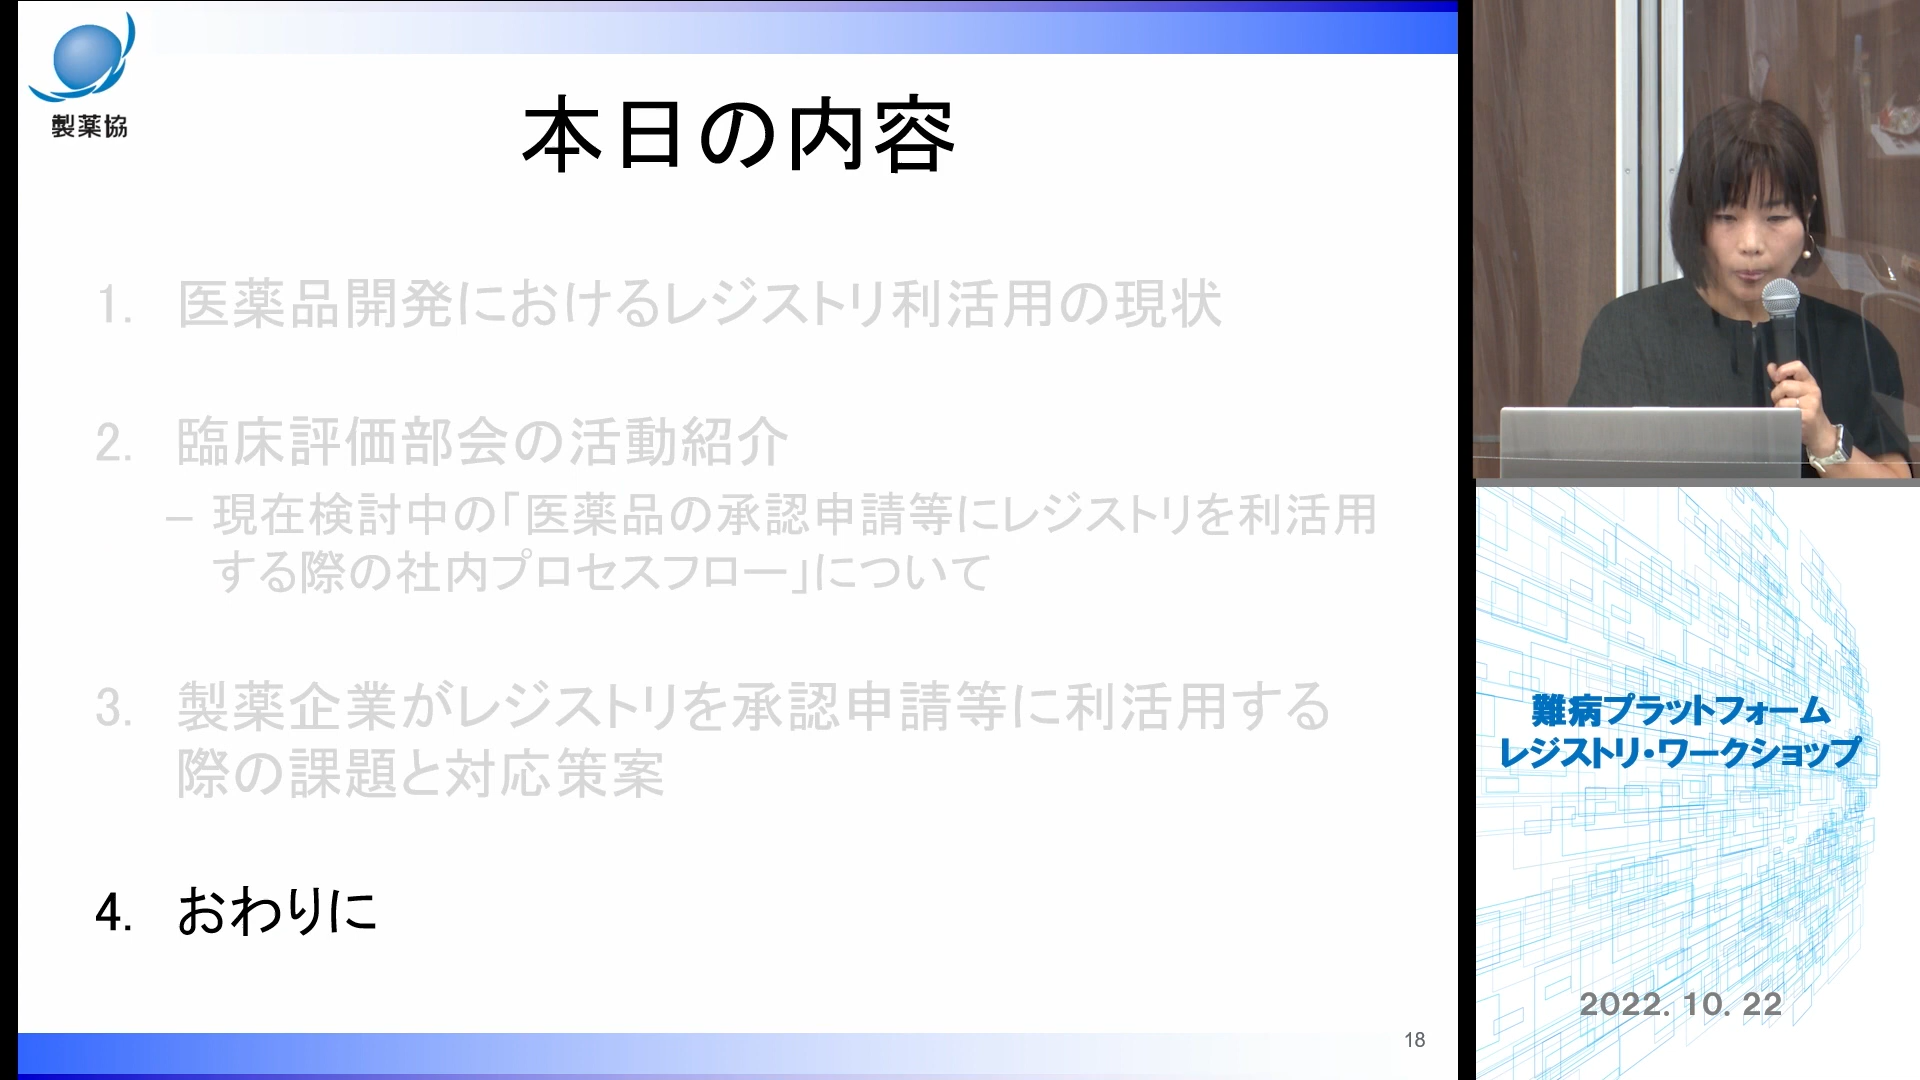 製薬協
本日の内容
1. 医薬品開発におけるレジストリ利活用の現状
2. 臨床評価部会の活動紹介
– 現在検討中の「医薬品の承認申請等にレジストリを利活用
する際の社内プロセスフロー」について
3. 製薬企業がレジストリを承認申請等に利活用する
際の課題と対応策案
4. おわりに
18
難病プラットフォーム
レジストリ・ワークショップ
2022. 10. 22